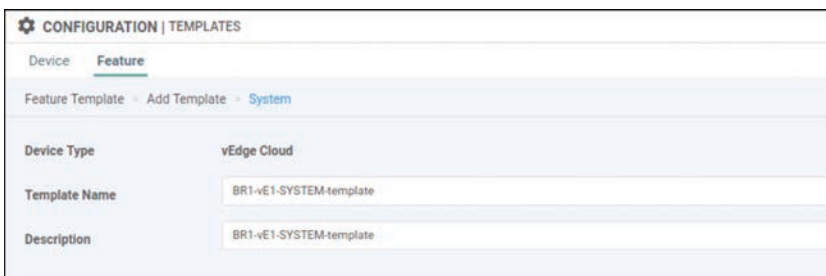 CONFIGURATION | TEMPLATES
Device Feature
Feature Template Add Template System
Device Type vEdge Cloud
Template Name BR1-vE1-SYSTEM-template
Description BR1-vE1-SYSTEM-template